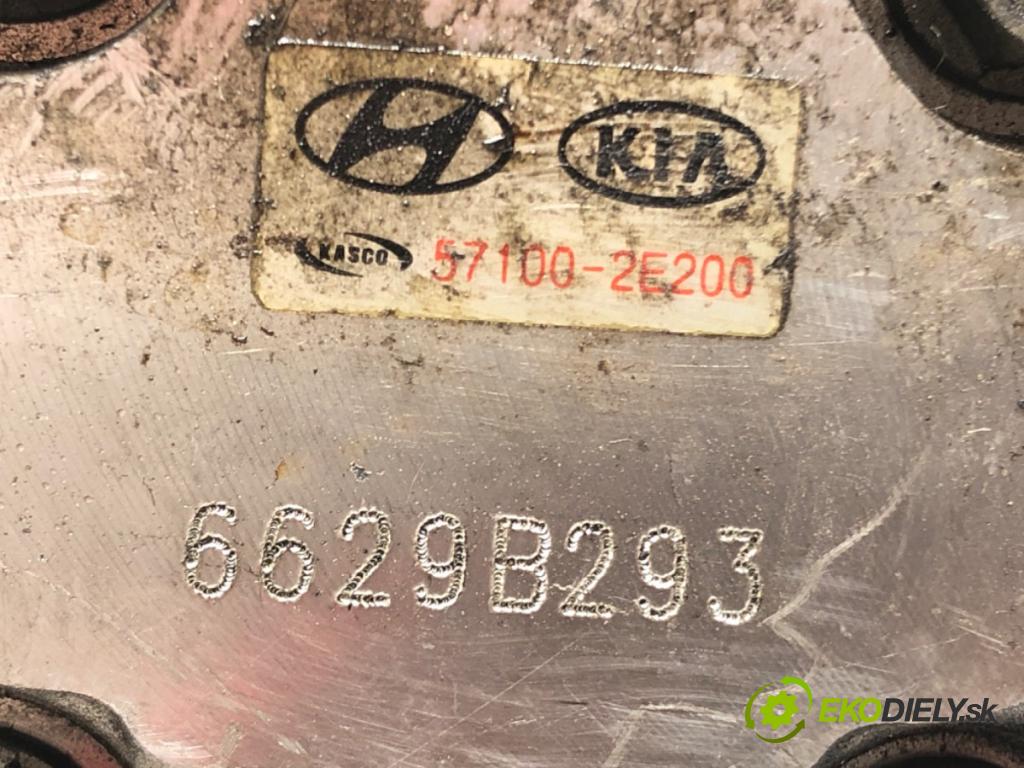 KIA
KASCO 57100-2E200
6629B293
EKODIELY.sk